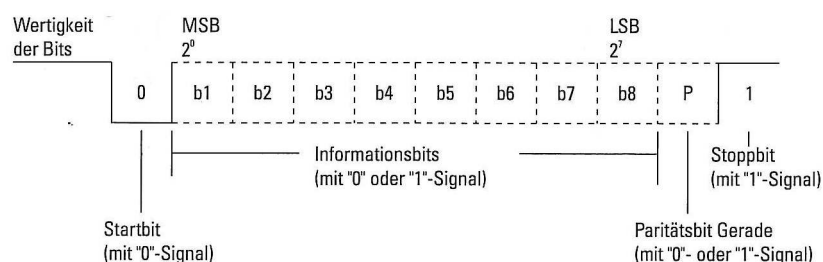 Wertigkeit
der Bits
MSB
2⁰
LSB
2⁷
0 b1 b2 b3 b4 b5 b6 b7 b8 P 1
Informationsbits
(mit "0" oder "1"-Signal)
Stoppbit
(mit "1"-Signal)
Startbit
(mit "0"-Signal)
Paritätsbit Gerade
(mit "0"- oder "1"-Signal)